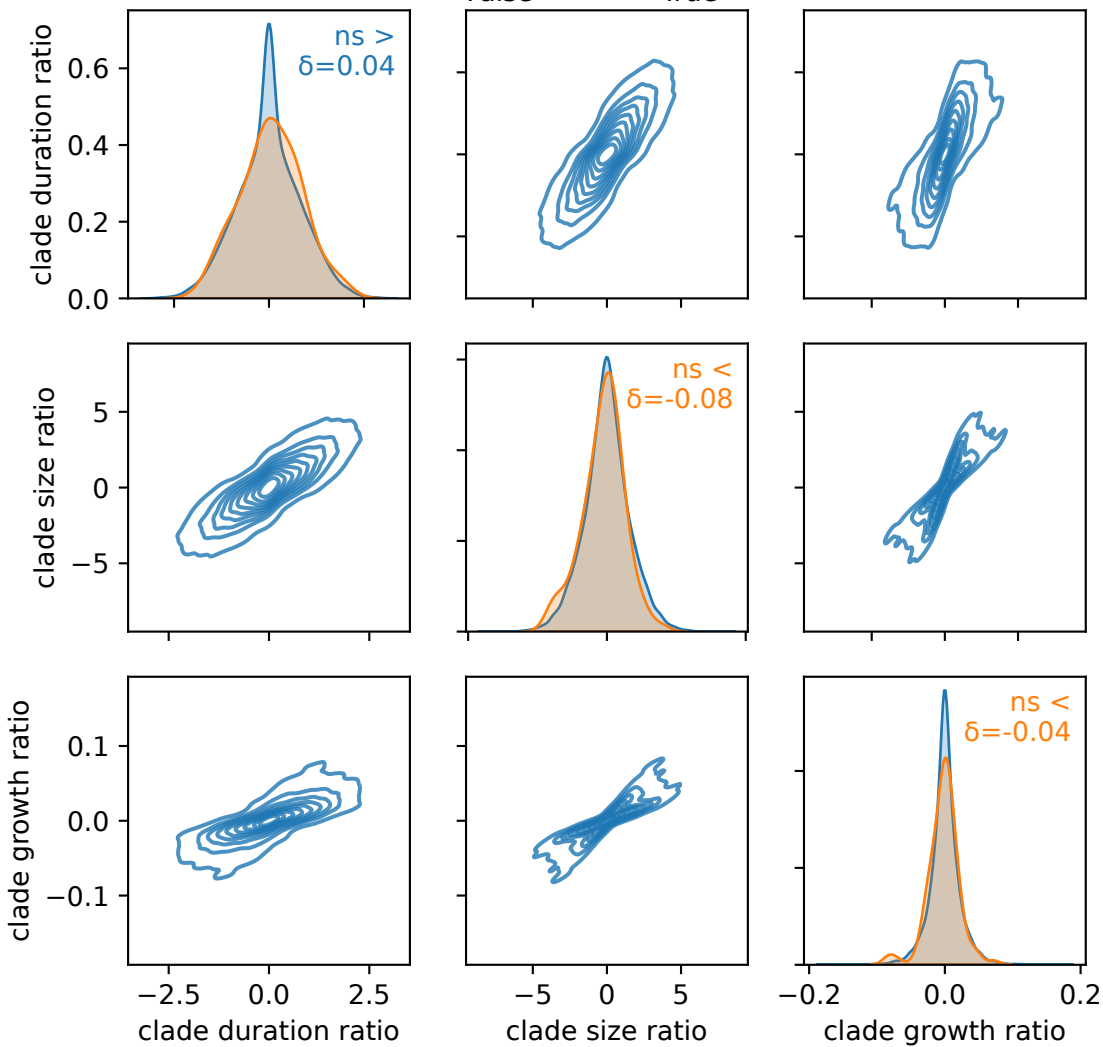 ns >
δ=0.04
clade duration ratio
0.6
0.4
0.2
0.0
ns <
δ=-0.08
clade size ratio
5
0
−5
ns <
δ=-0.04
clade growth ratio
0.1
0.0
−0.1
−2.5 0.0 2.5
−5 0 5
−0.2 0.0 0.2
clade duration ratio
clade size ratio
clade growth ratio